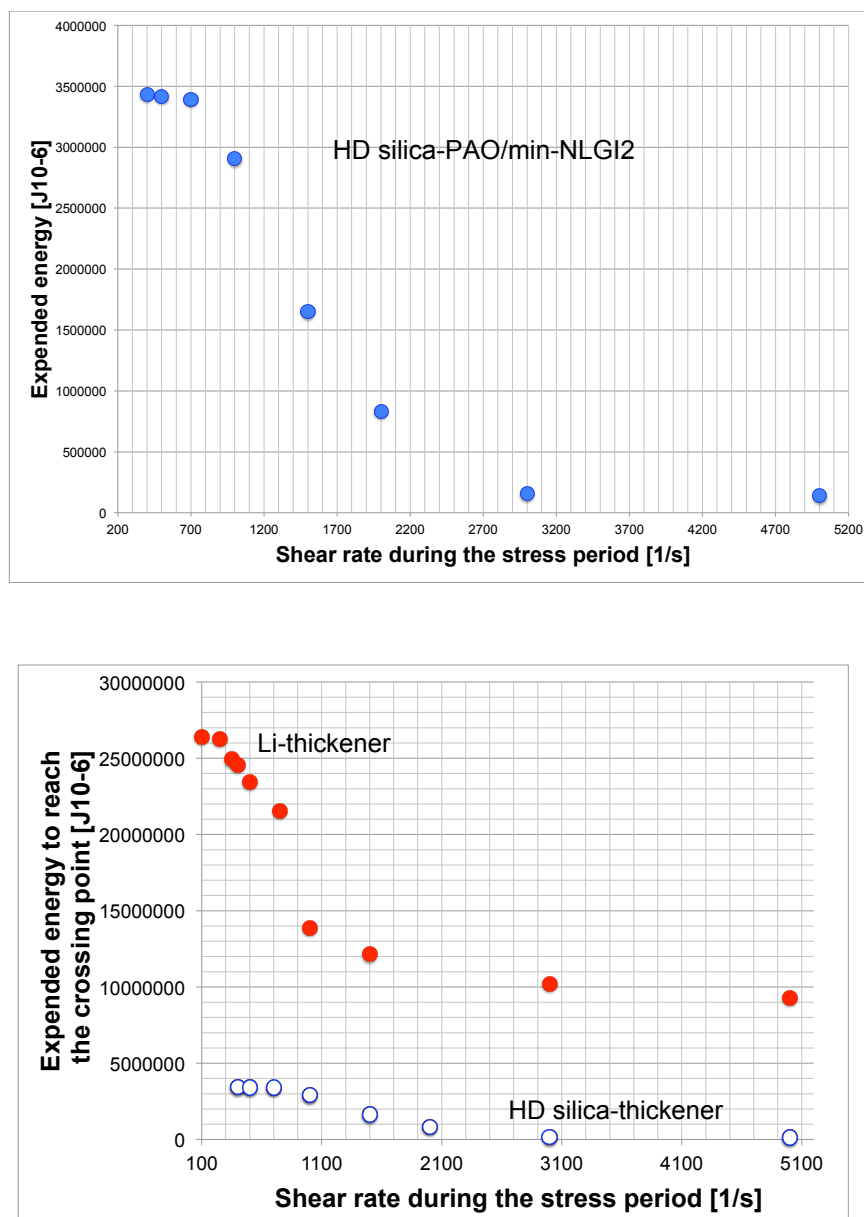 4000000
3500000
3000000
2500000
2000000
1500000
1000000
500000
0
Expended energy [J10-6]
HD silica-PAO/min-NLGI2
200 700 1200 1700 2200 2700 3200 3700 4200 4700 5200
Shear rate during the stress period [1/s]
30000000
25000000
20000000
15000000
10000000
5000000
0
Expended energy to reach
the crossing point [J10-6]
Li-thickener
HD silica-thickener
100 1100 2100 3100 4100 5100
Shear rate during the stress period [1/s]